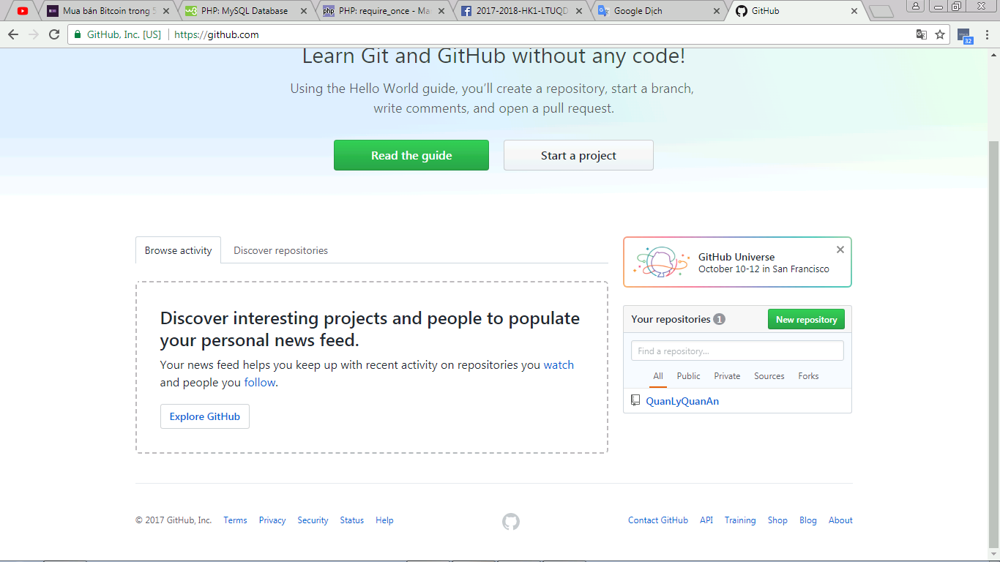 Mua bán Bitcoin trong 5
PHP: MySQL Database
php
PHP: require_once - Ma
2017-2018-HK1-LTUQD
Google Dịch
GitHub
GitHub, Inc. [US]
https://github.com
32
Learn Git and GitHub without any code!
Using the Hello World guide, you’ll create a repository, start a branch,
write comments, and open a pull request.
Read the guide
Start a project
Browse activity
Discover repositories
GitHub Universe
October 10-12 in San Francisco
Discover interesting projects and people to populate
your personal news feed.
Your news feed helps you keep up with recent activity on repositories you watch
and people you follow.
Explore GitHub
Your repositories 1
New repository
Find a repository...
All Public Private Sources Forks
QuanLyQuanAn
© 2017 GitHub, Inc. Terms Privacy Security Status Help
Contact GitHub API Training Shop Blog About